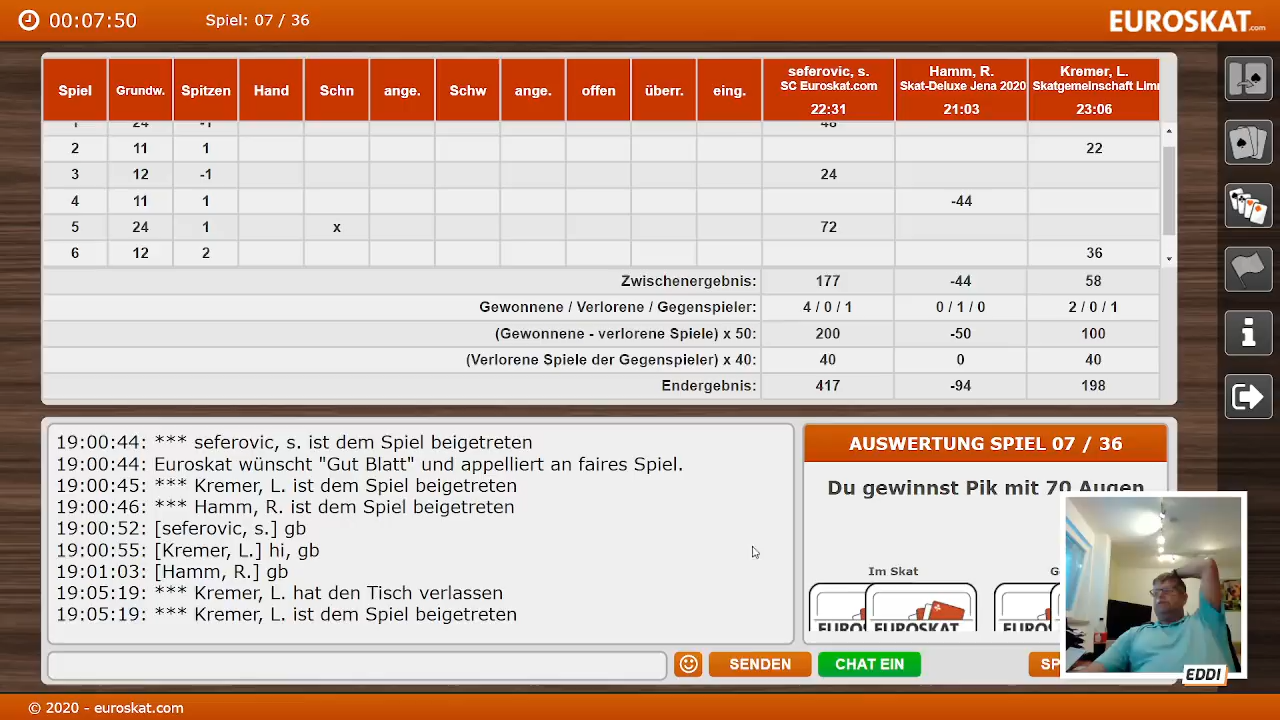 00:07:50
Spiel: 07 / 36
EUROSKAT.com
Spiel Grundw. Spitzen Hand Schn ange. Schw ange. offen überr. eing. seferovic, s. SC Euroskat.com 22:31 Hamm, R. Skat-Deluxe Jena 2020 21:03 Kremer, L. Skatgemeinschaft 23:06
1 24 -1 48
2 11 1 22
3 12 -1 24
4 11 1 -44
5 24 1 x 72
6 12 2 36
Zwischenergebnis: 177 -44 58
Gewonnene / Verlorene / Gegenspieler: 4 / 0 / 1 0 / 1 / 0 2 / 0 / 1
(Gewonnene - verlorene Spiele) x 50: 200 -50 100
(Verlorene Spiele der Gegenspieler) x 40: 40 0 40
Endergebnis: 417 -94 198
19:00:44: *** seferovic, s. ist dem Spiel beigetreten
19:00:44: Euroskat wünscht "Gut Blatt" und appelliert an faires Spiel.
19:00:45: *** Kremer, L. ist dem Spiel beigetreten
19:00:46: *** Hamm, R. ist dem Spiel beigetreten
19:00:52: [seferovic, s.] gb
19:00:55: [Kremer, L.] hi, gb
19:01:03: [Hamm, R.] gb
19:05:19: *** Kremer, L. hat den Tisch verlassen
19:05:19: *** Kremer, L. ist dem Spiel beigetreten
AUSWERTUNG SPIEL 07 / 36
Du gewinnst Pik mit 70 Augen
Im Skat
EUROSKAT
SENDEN
CHAT EIN
EDDI
© 2020 - euroskat.com